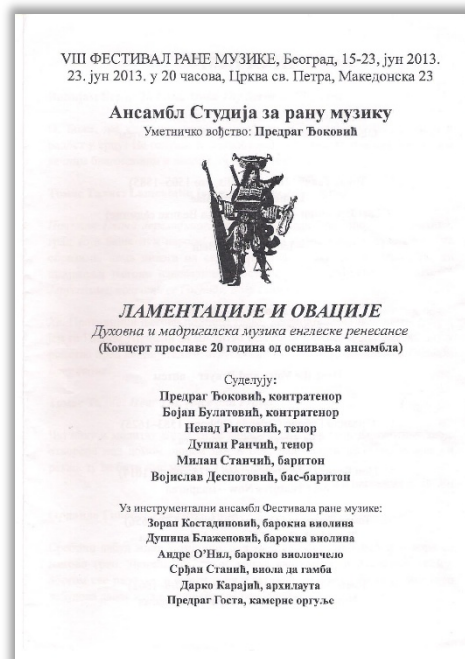 VIII ФЕСТИВАЛ РАНЕ МУЗИКЕ, Београд, 15-23, јун 2013.
23. јун 2013. у 20 часова, Црква св. Петра, Македонска 23
Ансамбл Студија за рану музику
Уметничко вођство: Предраг Ђоковић
ЛАМЕНТАЦИЈЕ И ОВАЦИЈЕ
Духовна и мадригалска музика енглеске ренесансе
(Концерт прославе 20 година од оснивања ансамбла)
Суделују:
Предраг Ђоковић, контратенор
Бојан Булатовић, контратенор
Ненад Ристовић, тенор
Душан Ранчић, тенор
Милан Станчић, баритон
Војислав Деспотовић, бас-баритон
Уз инструментални ансамбл Фестивала ране музике:
Зоран Костадиновић, барокна виолина
Душица Блажеповић, барокна виолина
Андре О'Нил, барокно виолончело
Срђан Станић, виола да гамба
Дарко Карајић, архилаута
Предраг Госта, камерне оргуље